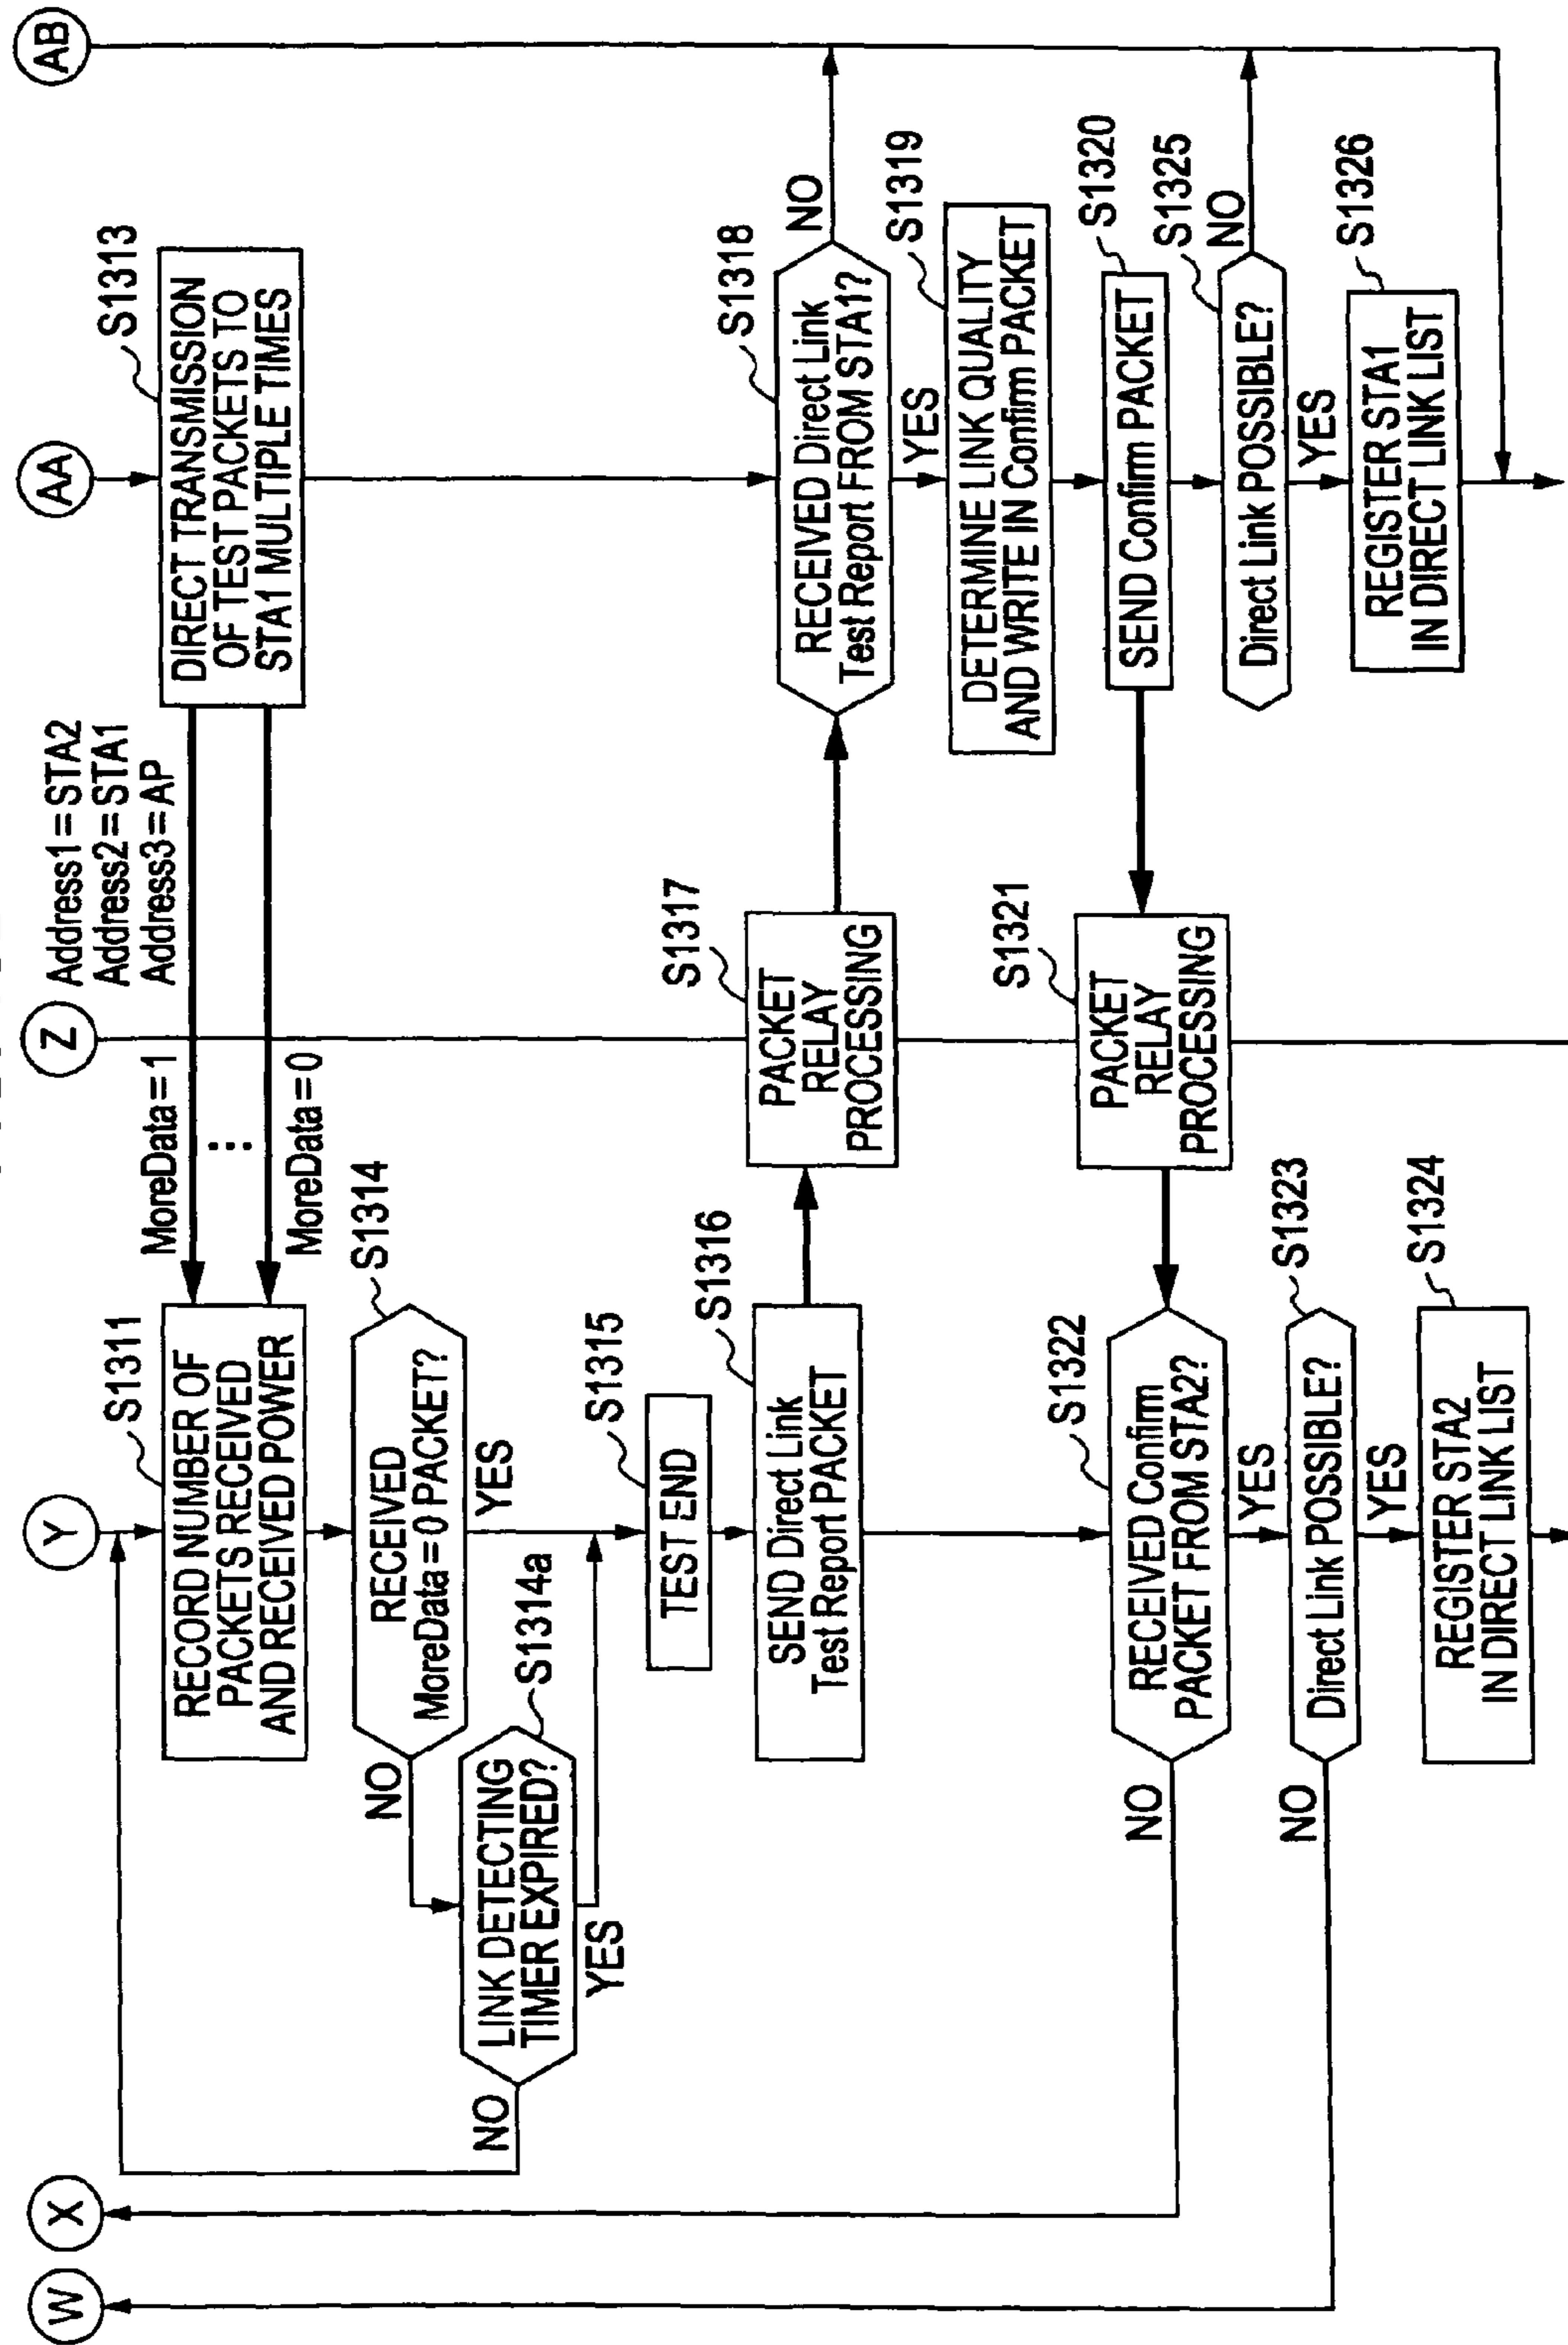 W
X
Y
Z
AA
AB
Address1=STA2
Address2=STA1
Address3=AP
MoreData=1
⋮
MoreData=0
S1311
RECORD NUMBER OF
PACKETS RECEIVED
AND RECEIVED POWER
S1313
DIRECT TRANSMISSION
OF TEST PACKETS TO
STA1 MULTIPLE TIMES
S1314
RECEIVED
MoreData=0 PACKET?
NO
YES
S1314a
LINK DETECTING
TIMER EXPIRED?
NO
YES
S1315
TEST END
S1316
SEND Direct Link
Test Report PACKET
S1317
PACKET
RELAY
PROCESSING
S1318
RECEIVED Direct Link
Test Report FROM STA1?
NO
YES
S1319
DETERMINE LINK QUALITY
AND WRITE IN Confirm PACKET
S1320
SEND Confirm PACKET
S1321
PACKET
RELAY
PROCESSING
S1322
RECEIVED Confirm
PACKET FROM STA2?
NO
YES
S1323
Direct Link POSSIBLE?
NO
YES
S1324
REGISTER STA2
IN DIRECT LINK LIST
S1325
Direct Link POSSIBLE?
NO
YES
S1326
REGISTER STA1
IN DIRECT LINK LIST